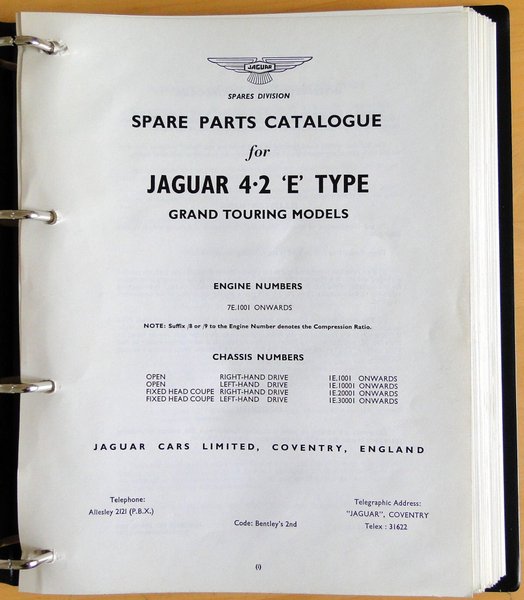 JAGUAR
SPARES DIVISION
SPARE PARTS CATALOGUE
for
JAGUAR 4·2 'E' TYPE
GRAND TOURING MODELS
ENGINE NUMBERS
7E.1001 ONWARDS
NOTE: Suffix /8 or /9 to the Engine Number denotes the Compression Ratio.
CHASSIS NUMBERS
OPEN RIGHT-HAND DRIVE 1E.1001 ONWARDS
OPEN LEFT-HAND DRIVE 1E.10001 ONWARDS
FIXED HEAD COUPE RIGHT-HAND DRIVE 1E.20001 ONWARDS
FIXED HEAD COUPE LEFT-HAND DRIVE 1E.30001 ONWARDS
JAGUAR CARS LIMITED, COVENTRY, ENGLAND
Telephone:
Allesley 2121 (P.B.X.)
Code: Bentley's 2nd
Telegraphic Address:
"JAGUAR", COVENTRY
Telex : 31622
(i)